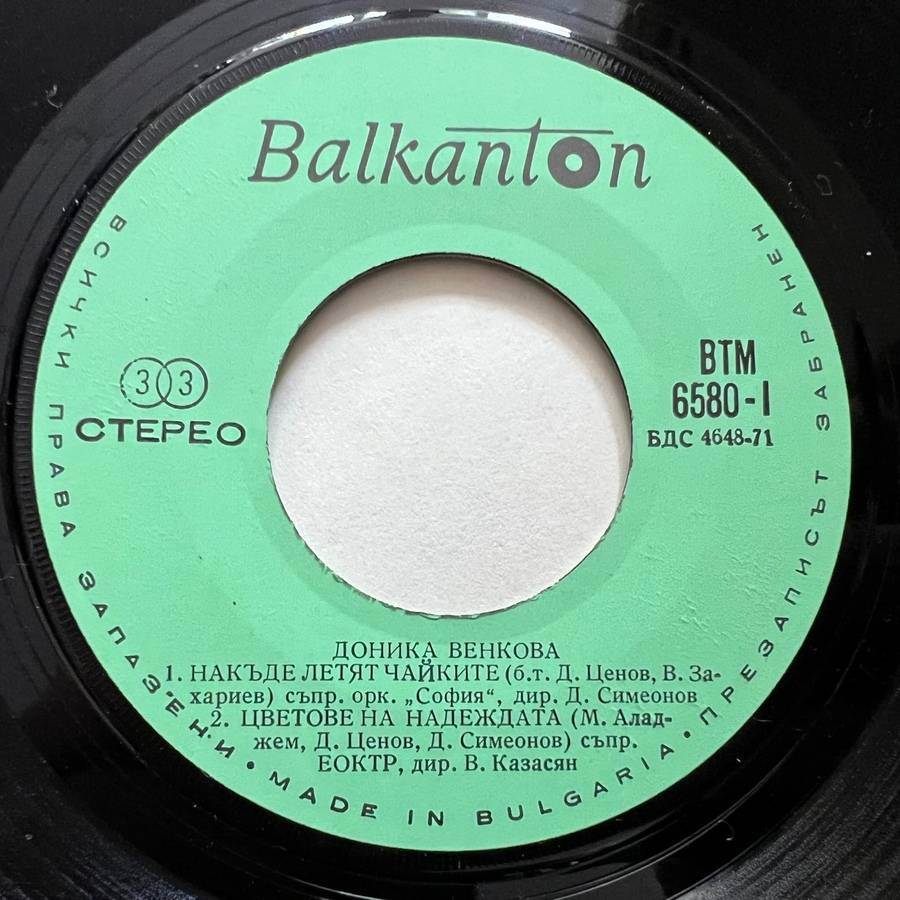 Balkanton
33
СТЕРЕО
ВТМ
6580-I
БДС 4648-71
ДОНИКА ВЕНКОВА
1. НАКЪДЕ ЛЕТЯТ ЧАЙКИТЕ (б.т. Д. Ценов, В. За-
хариев) съпр. орк. „София“, дир. Д. Симеонов
2. ЦВЕТОВЕ НА НАДЕЖДАТА (М. Алад-
жем, Д. Ценов, Д. Симеонов) съпр.
ЕОКТР, дир. В. Казасян
ВСИЧКИ ПРАВА ЗАПАЗЕНИ • MADE IN BULGARIA • ПРЕЗАПИСЪТ ЗАБРАНЕН